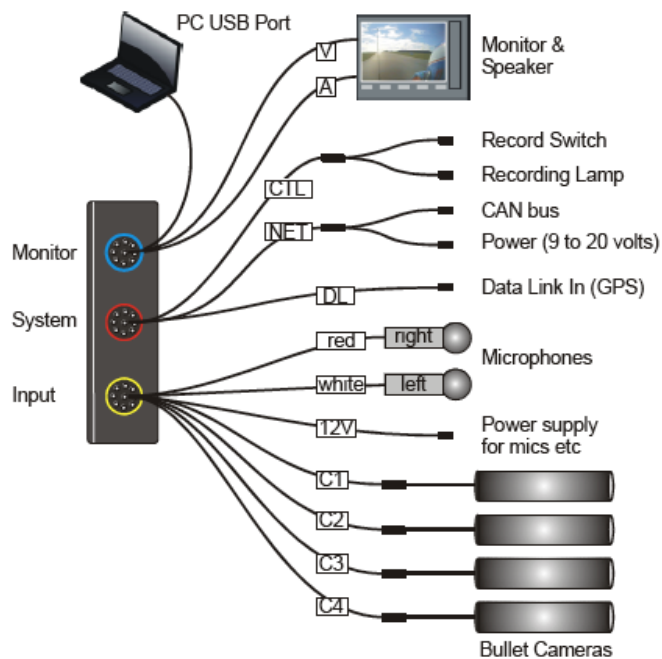 PC USB Port
V
Monitor &
Speaker
A
Record Switch
CTL
Recording Lamp
CAN bus
NET
Power (9 to 20 volts)
Monitor
DL
Data Link In (GPS)
System
red
right
Microphones
white
left
Input
12V
Power supply
for mics etc
C1
C2
C3
C4
Bullet Cameras